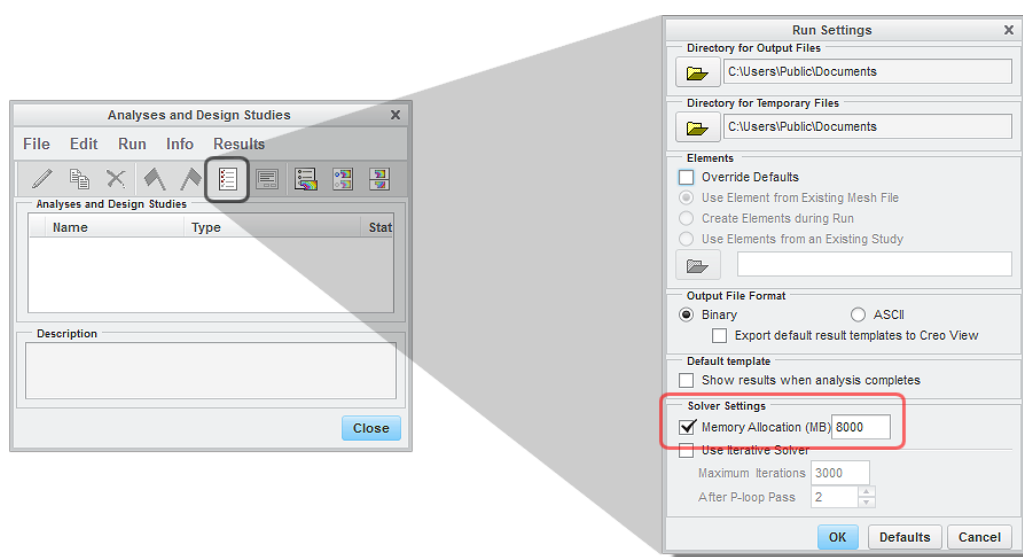 Analyses and Design Studies
File Edit Run Info Results
Analyses and Design Studies
Name Type Stat
Description
Close
Run Settings
Directory for Output Files
C:\Users\Public\Documents
Directory for Temporary Files
C:\Users\Public\Documents
Elements
Override Defaults
Use Element from Existing Mesh File
Create Elements during Run
Use Elements from an Existing Study
Output File Format
Binary ASCII
Export default result templates to Creo View
Default template
Show results when analysis completes
Solver Settings
Memory Allocation (MB) 8000
Use Iterative Solver
Maximum Iterations 3000
After P-loop Pass 2
OK Defaults Cancel